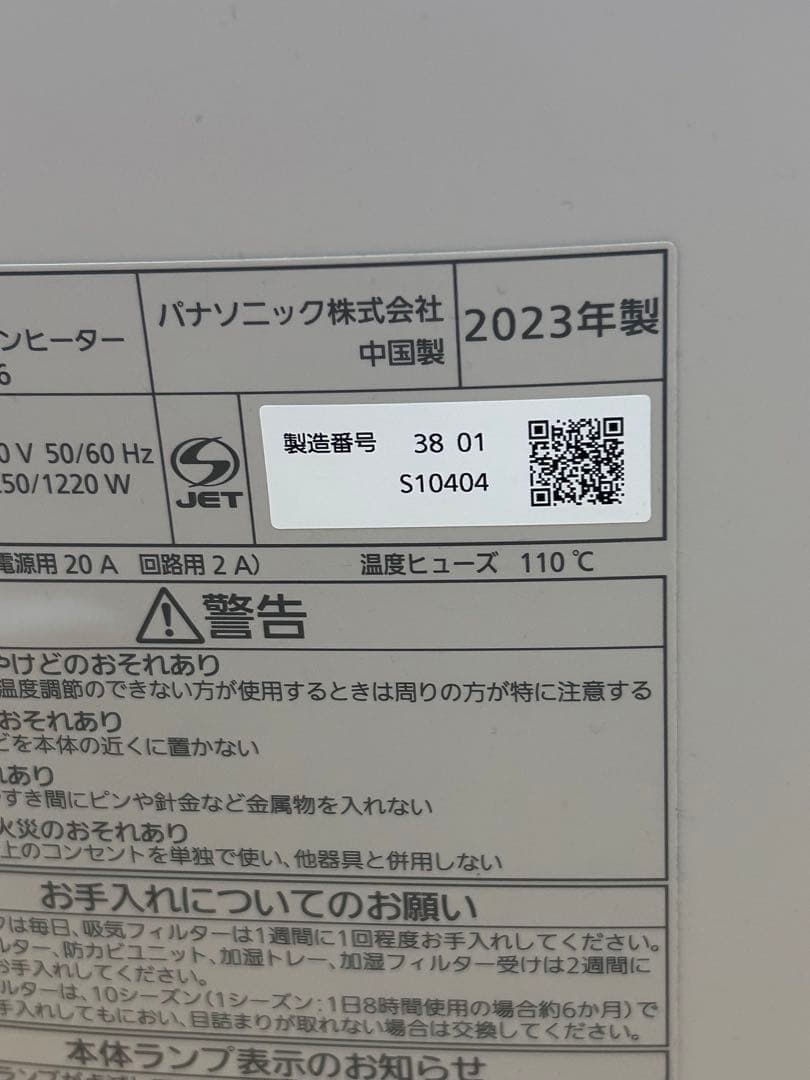 パナソニック株式会社
中国製
2023年製
ンヒーター
6
0 V 50/60 Hz
50/1220 W
JET
製造番号 38 01
S10404
電源用 20 A 回路用 2 A)
温度ヒューズ 110 ℃
警告
やけどのおそれあり
温度調節のできない方が使用するときは周りの方が特に注意する
おそれあり
どを本体の近くに置かない
れあり
すき間にピンや針金など金属物を入れない
火災のおそれあり
上のコンセントを単独で使い、他器具と併用しない
お手入れについてのお願い
は毎日、吸気フィルターは1週間に1回程度お手入れしてください。
ルター、防カビユニット、加湿トレー、加湿フィルター受けは2週間に
お手入れしてください。
ルターは、10シーズン(1シーズン:1日8時間使用の場合約6か月)で
手入れしてもにおい、目詰まりが取れない場合は交換してください。
本体ランプ表示のお知らせ